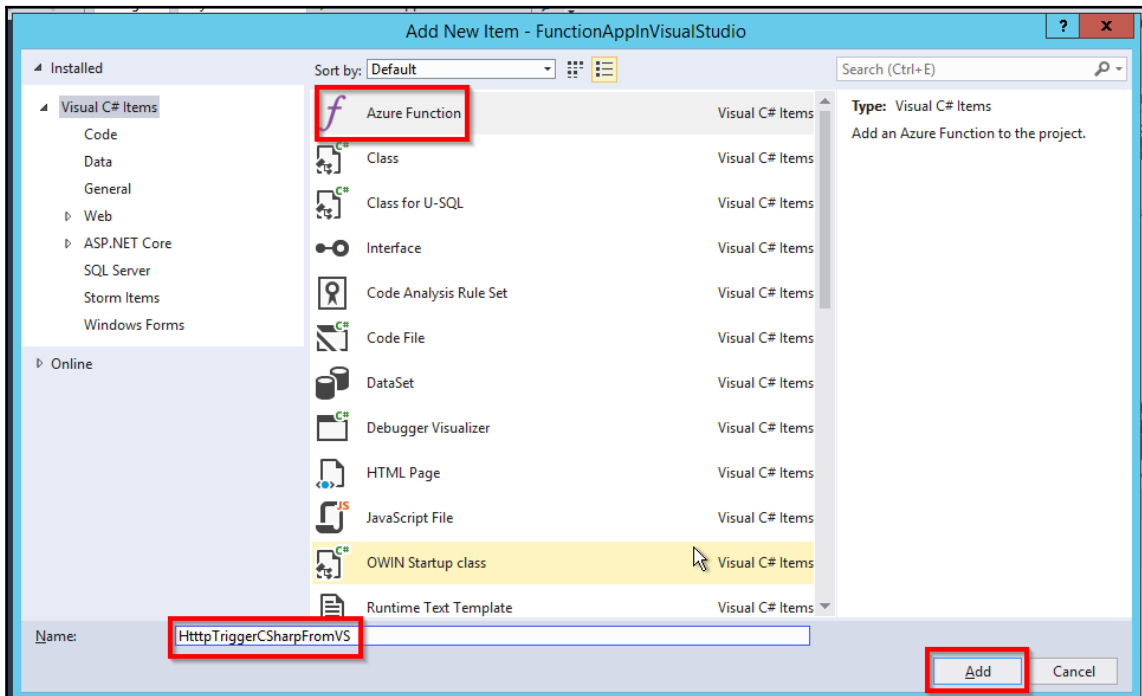 Add New Item - FunctionAppInVisualStudio
?
x
Installed
Sort by: Default
Search (Ctrl+E)
Visual C# Items
Code
Data
General
Web
ASP.NET Core
SQL Server
Storm Items
Windows Forms
Online
Azure Function Visual C# Items
C# Class Visual C# Items
C# Class for U-SQL Visual C# Items
Interface Visual C# Items
Code Analysis Rule Set Visual C# Items
C# Code File Visual C# Items
DataSet Visual C# Items
C# Debugger Visualizer Visual C# Items
HTML Page Visual C# Items
JS JavaScript File Visual C# Items
C# OWIN Startup class Visual C# Items
Runtime Text Template Visual C# Items
Type: Visual C# Items
Add an Azure Function to the project.
Name: HtttpTriggerCSharpFromVS
Add
Cancel